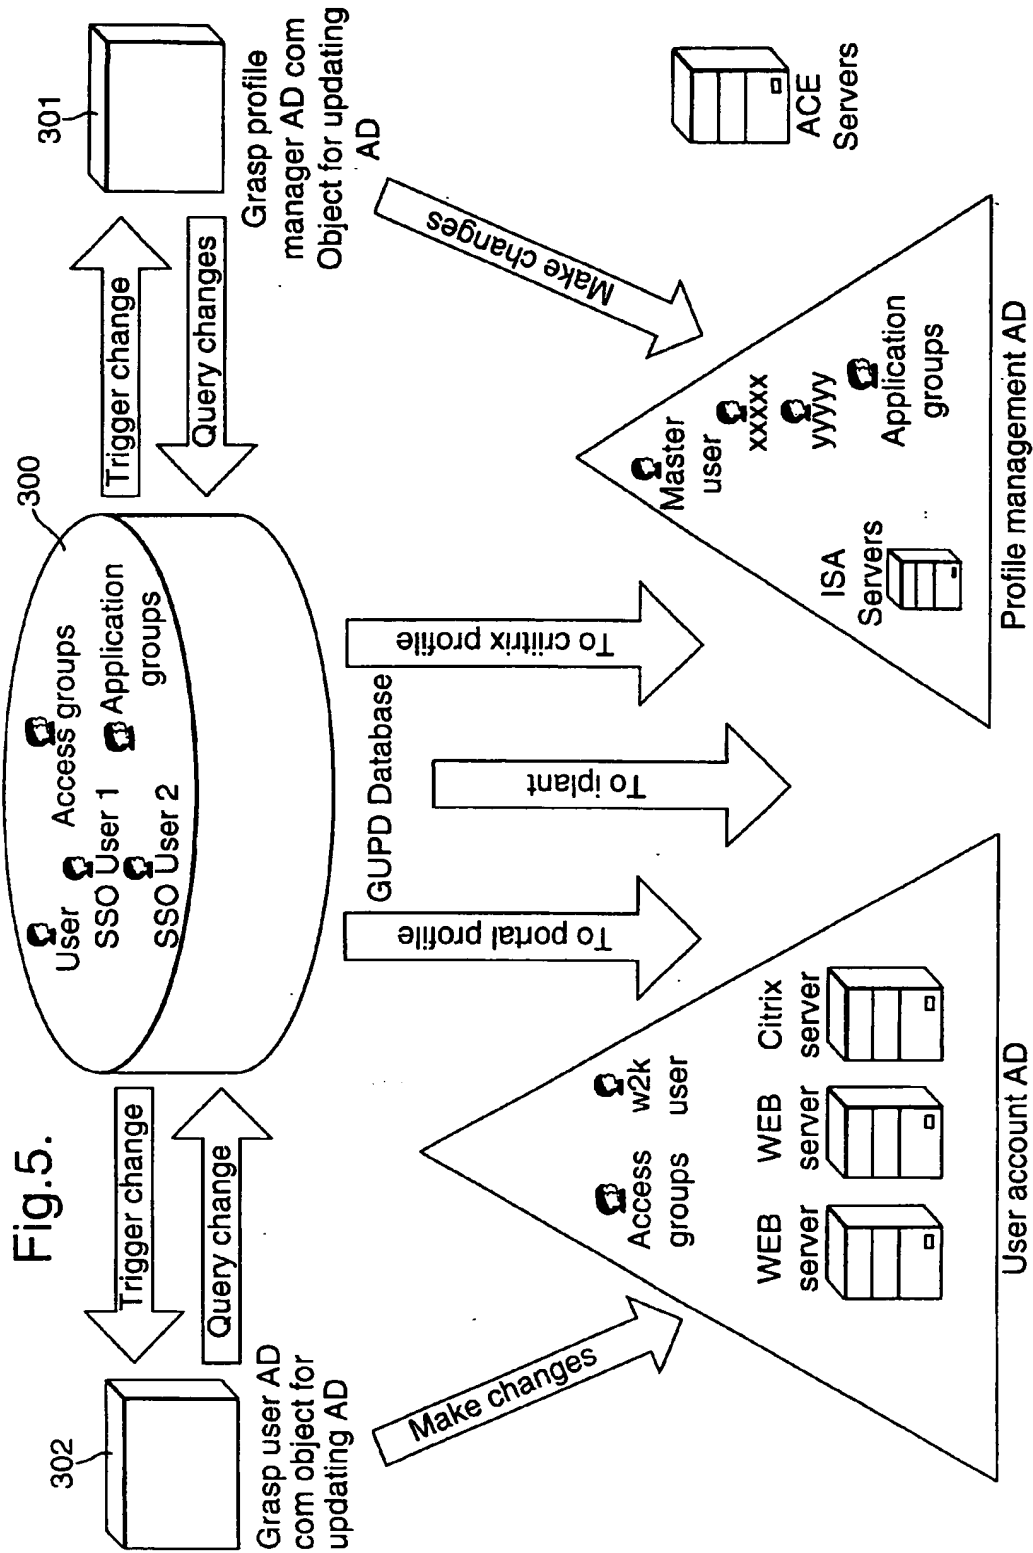 Fig.5.
302
Grasp user AD
com object for
updating AD
Trigger change
Query change
300
User
SSO User 1
SSO User 2
Access groups
Application
groups
GUPD Database
Trigger change
Query changes
301
Grasp profile
manager AD com
Object for updating
AD
Make changes
To portal profile
To iplant
To criitrix profile
Make changes
Access
groups
w2k
user
WEB
server
WEB
server
Citrix
server
User account AD
Master
user
xxxxx
yyyyy
Application
groups
ISA
Servers
Profile management AD
ACE
Servers